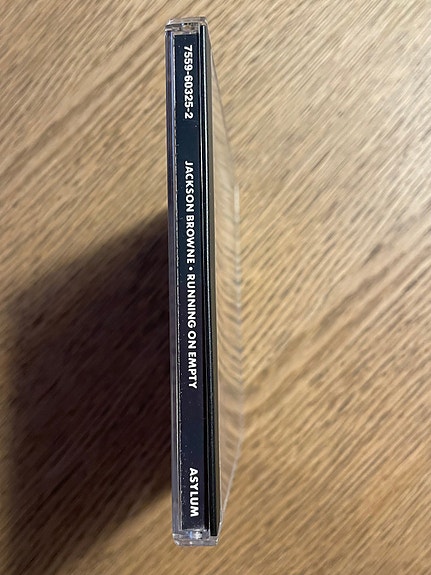 7559-60325-2
JACKSON BROWNE • RUNNING ON EMPTY
ASYLUM